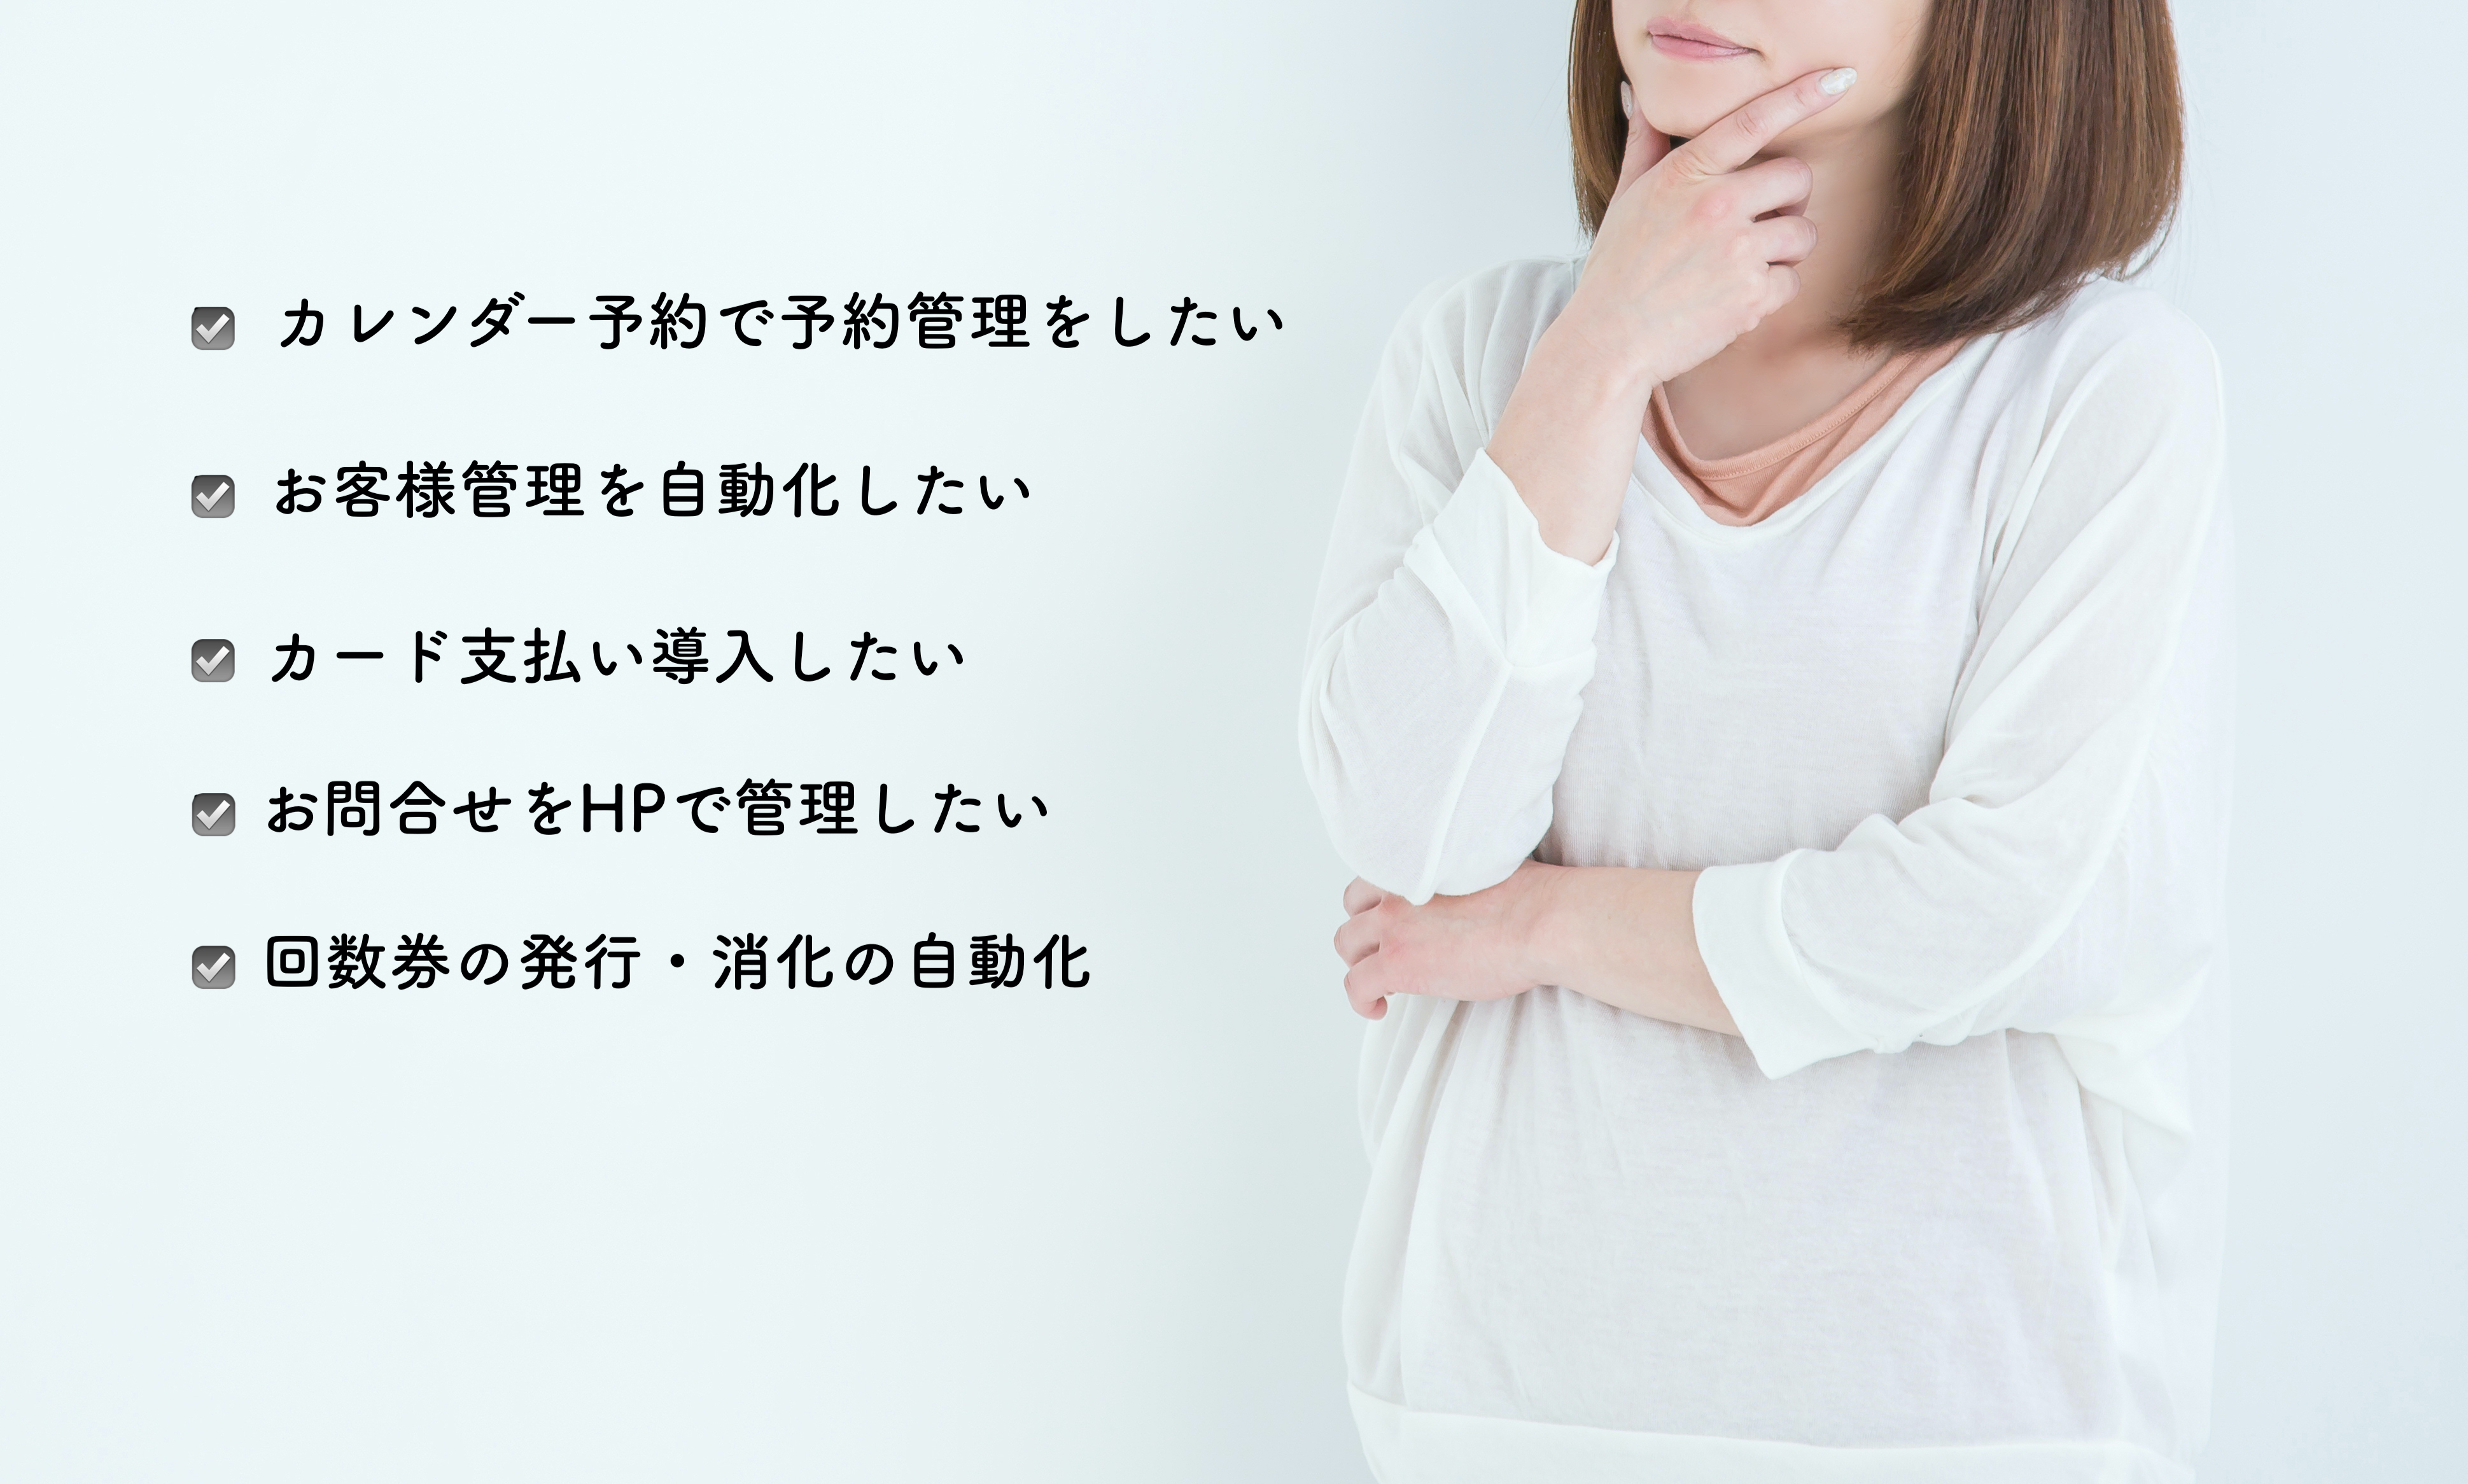 カレンダー予約で予約管理をしたい
お客様管理を自動化したい
カード支払い導入したい
お問合せをHPで管理したい
回数券の発行・消化の自動化